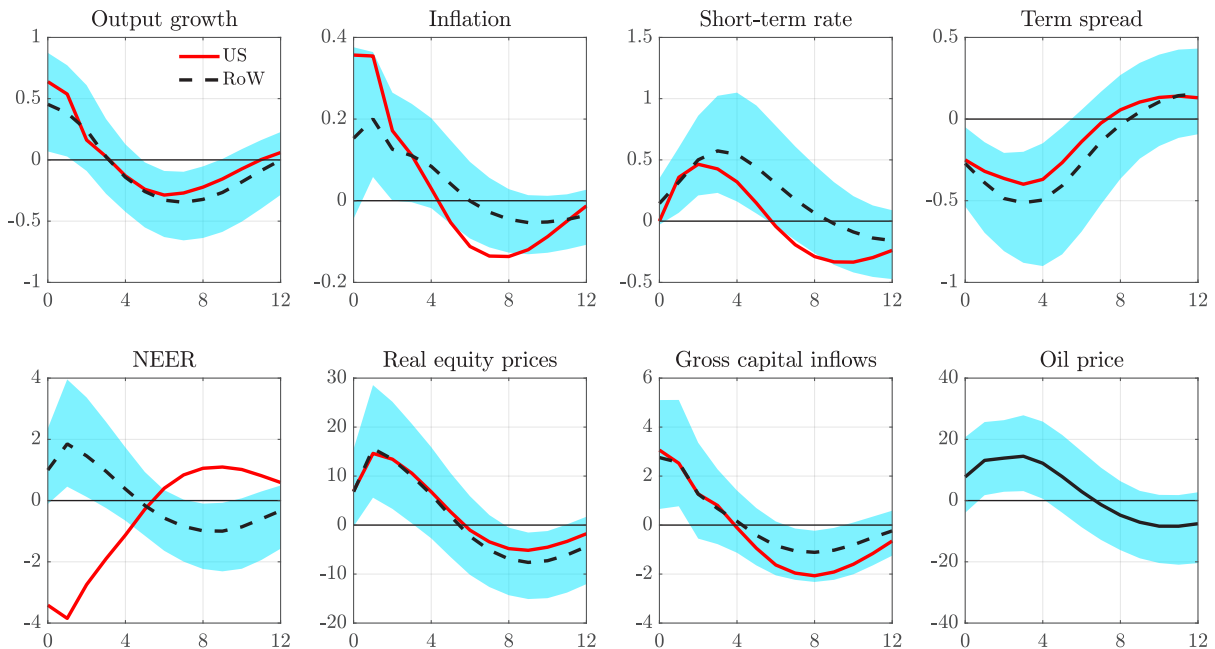 Output growth
1
0.5
0
-0.5
-1
0 4 8 12
US
RoW
Inflation
0.4
0.2
0
0.2
0 4 8 12
Short-term rate
1.5
1
0.5
0
0.5
0 4 8 12
Term spread
0.5
0
-0.5
-1
0 4 8 12
NEER
4
2
0
-2
-4
0 4 8 12
Real equity prices
30
20
10
0
-10
-20
0 4 8 12
Gross capital inflows
6
4
2
0
-2
-4
0 4 8 12
Oil price
40
20
0
-20
-40
0 4 8 12